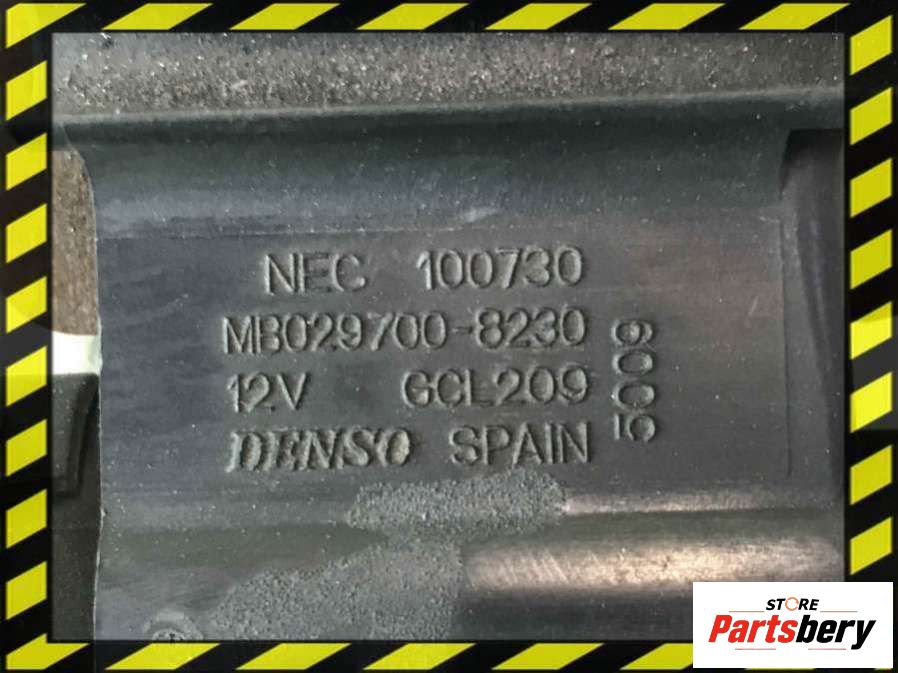 NEC 100730
MB029700-8230
12V GCL209
DENSO SPAIN
5009
STORE
Partsbery